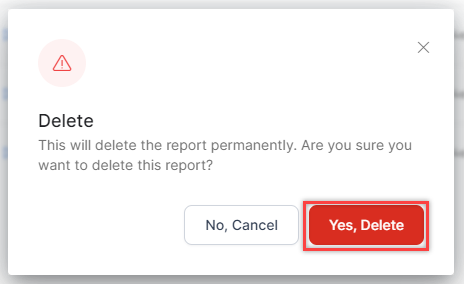 Delete
This will delete the report permanently. Are you sure you
want to delete this report?
No, Cancel
Yes, Delete